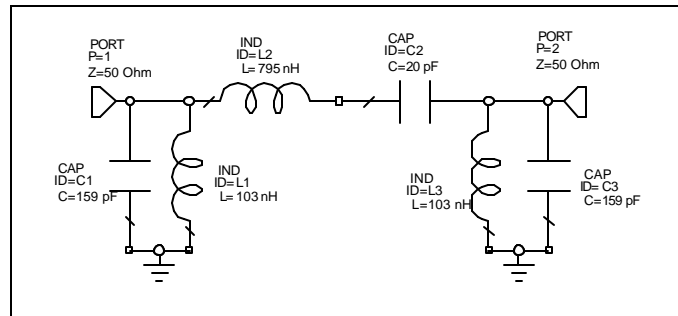 PORT
P=1
Z=50 Ohm
IND
ID=L2
L=795 nH
CAP
ID=C2
C=20 pF
PORT
P=2
Z=50 Ohm
CAP
ID=C1
C=159 pF
IND
ID=L1
L=103 nH
IND
ID=L3
L=103 nH
CAP
ID=C3
C=159 pF